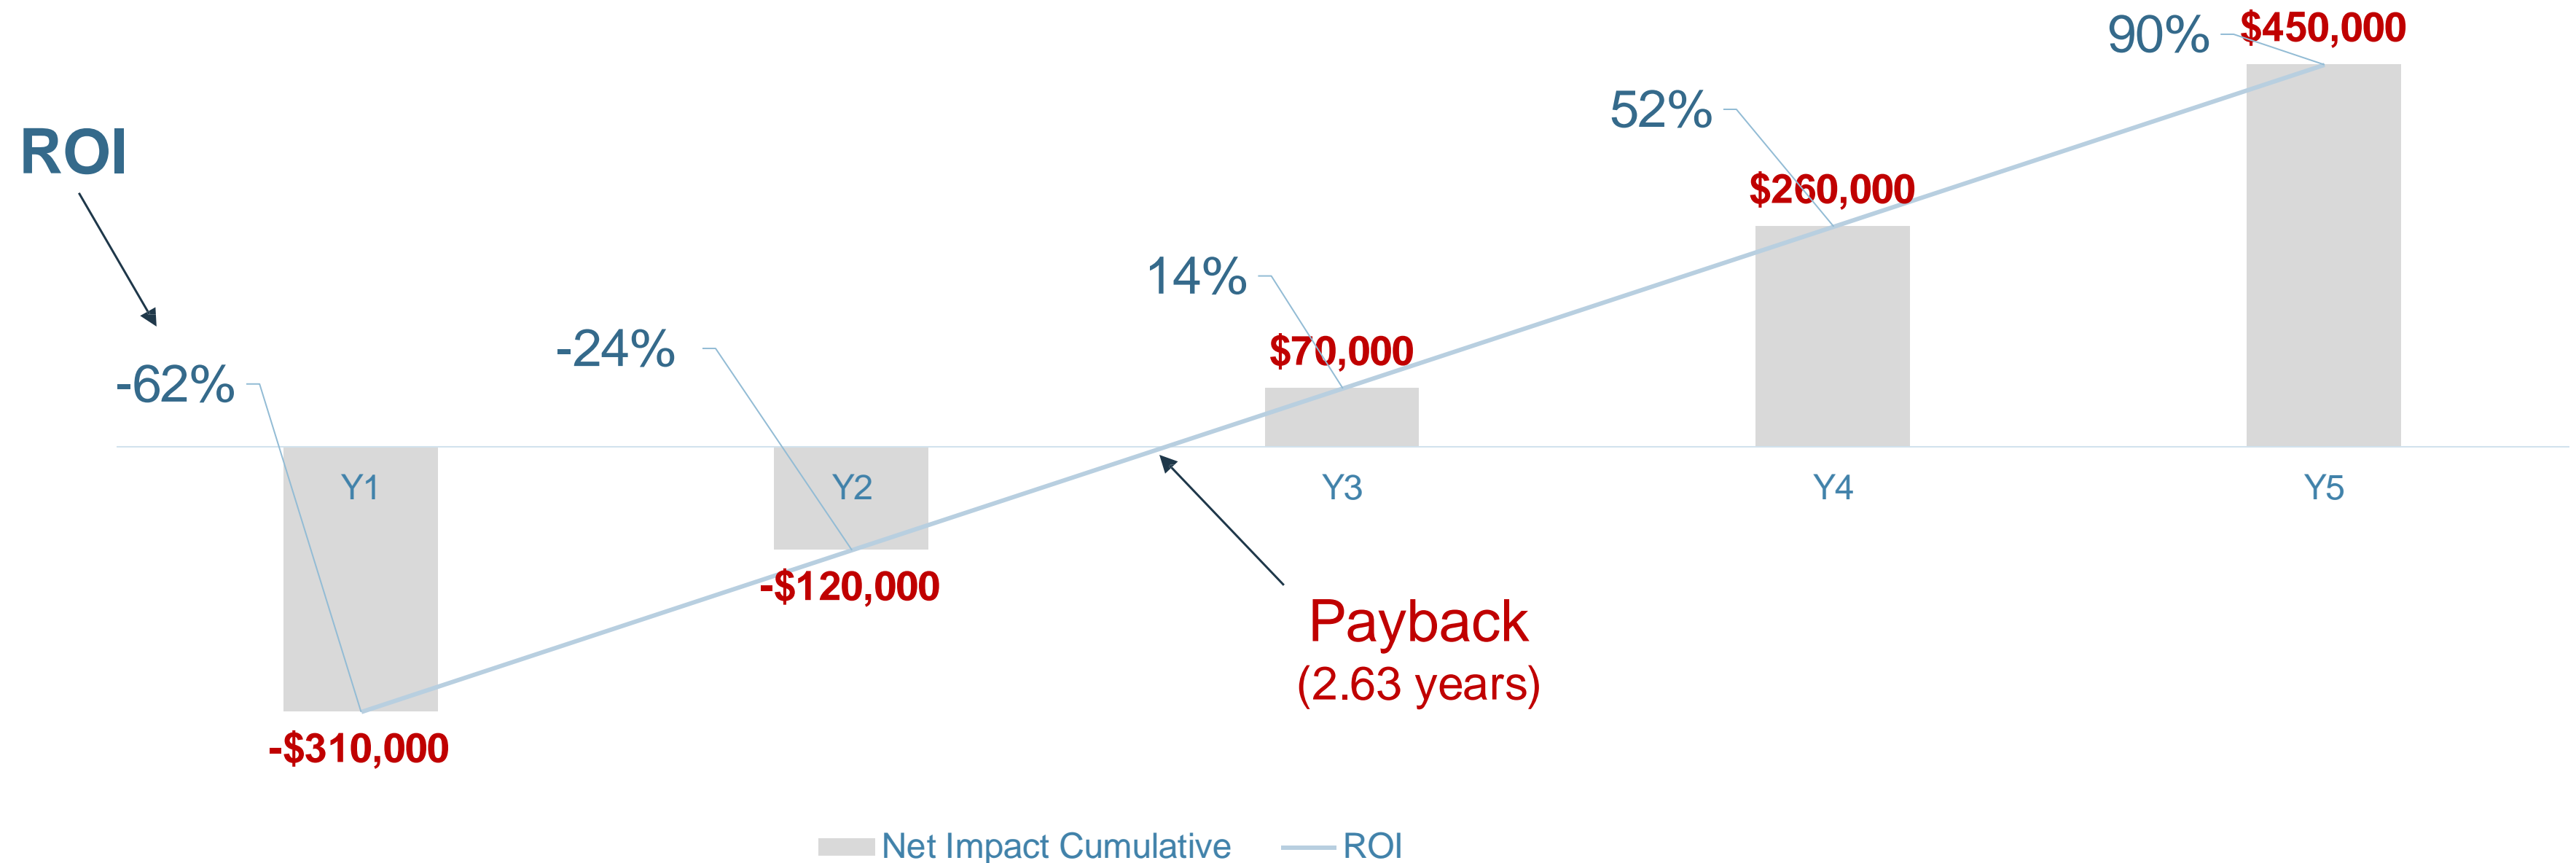 90%
$450,000
52%
ROI
$260,000
14%
-24%
$70,000
-62%
Y1
Y2
Y3
Y4
Y5
-$120,000
Payback
(2.63 years)
-$310,000
Net Impact Cumulative
ROI